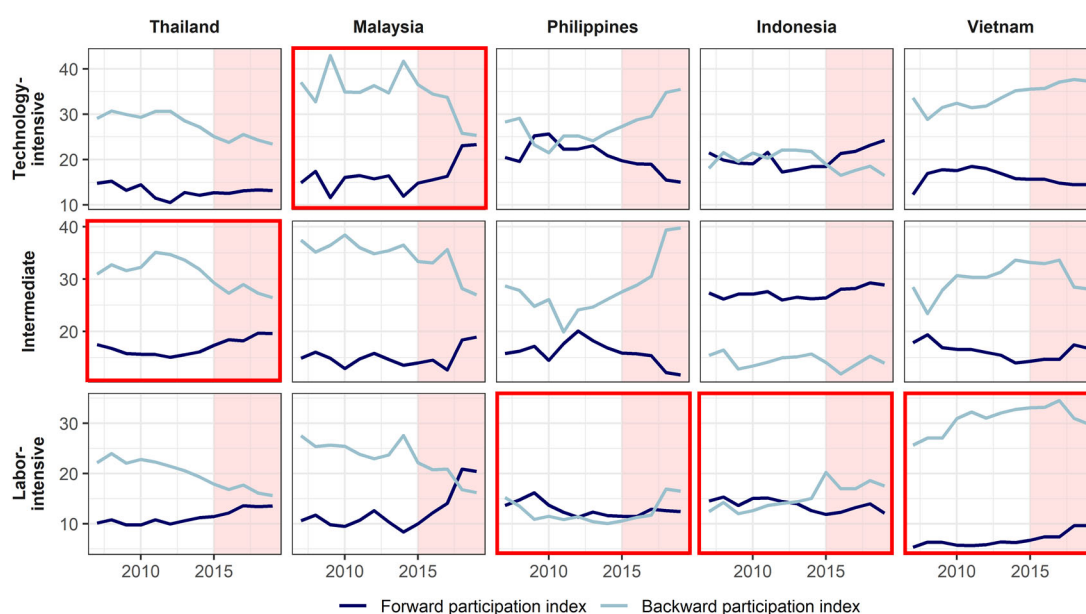 Thailand Malaysia Philippines Indonesia Vietnam
Technology-
intensive
40
30
20
10
Intermediate
40
30
20
Labor-
intensive
30
20
10
2010 2015 2010 2015 2010 2015 2010 2015 2010 2015
Forward participation index Backward participation index